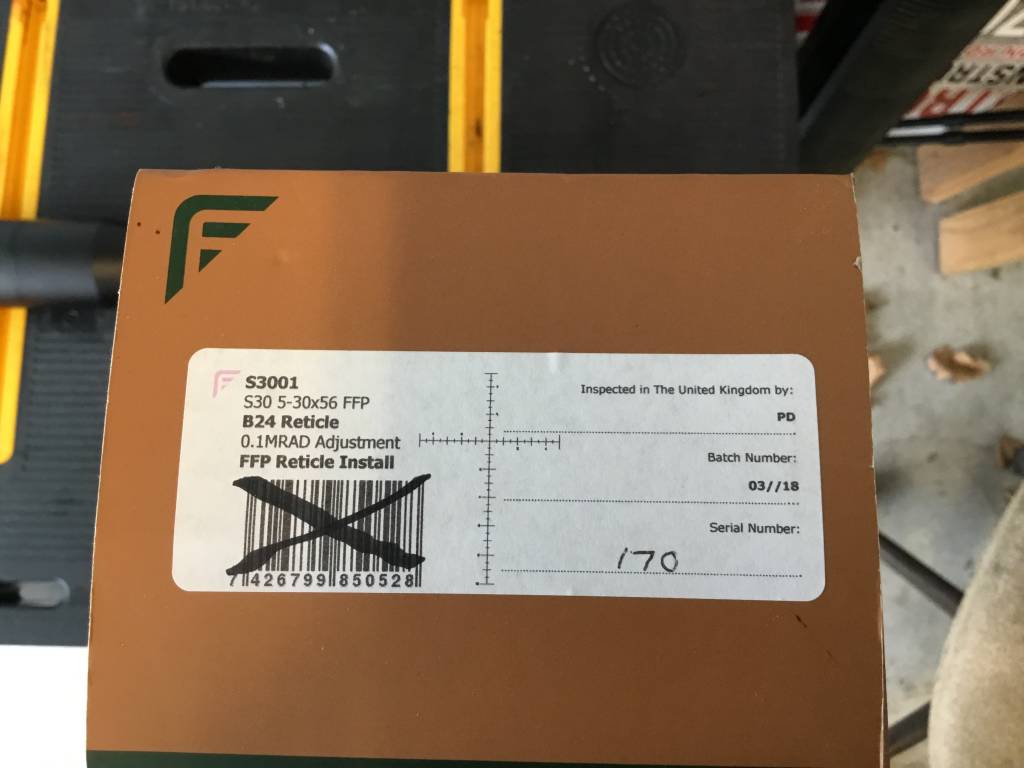 S3001
S30 5-30x56 FFP
B24 Reticle
0.1MRAD Adjustment
FFP Reticle Install
7 426799 850528
Inspected in The United Kingdom by:
PD
Batch Number:
03//18
Serial Number:
170